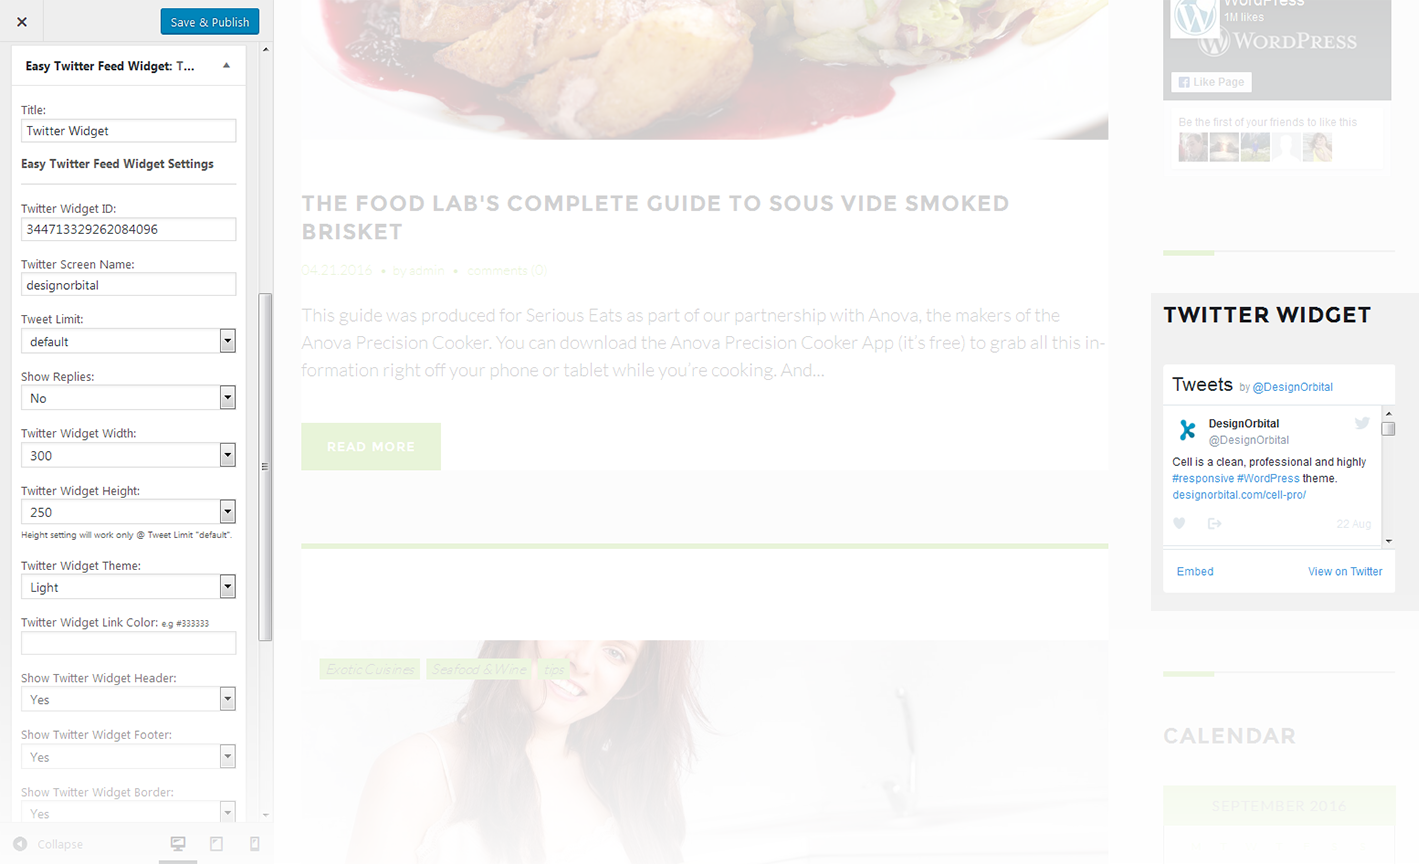 Save & Publish
Easy Twitter Feed Widget: T...
Title:
Twitter Widget
Easy Twitter Feed Widget Settings
Twitter Widget ID:
344713329262084096
Twitter Screen Name:
designorbital
Tweet Limit:
default
Show Replies:
No
Twitter Widget Width:
300
Twitter Widget Height:
250
Height setting will work only @ Tweet Limit "default".
Twitter Widget Theme:
Light
Twitter Widget Link Color: e.g #333333
Show Twitter Widget Header:
Yes
Show Twitter Widget Footer:
Yes
Show Twitter Widget Border:
Yes
Collapse
THE FOOD LAB'S COMPLETE GUIDE TO SOUS VIDE SMOKED
BRISKET
04.21.2016 • by admin • comments (0)
This guide was produced for Serious Eats as part of our partnership with Anova, the makers of the
Anova Precision Cooker. You can download the Anova Precision Cooker App (it's free) to grab all this in-
formation right off your phone or tablet while you're cooking. And...
READ MORE
Exotic Cuisines Seafood & Wine tips
WordPress
1M likes
WORDPRESS
Like Page
Be the first of your friends to like this
TWITTER WIDGET
Tweets by @DesignOrbital
DesignOrbital
@DesignOrbital
Cell is a clean, professional and highly
#responsive #WordPress theme.
designorbital.com/cell-pro/
22 Aug
Embed View on Twitter
CALENDAR
SEPTEMBER 2016